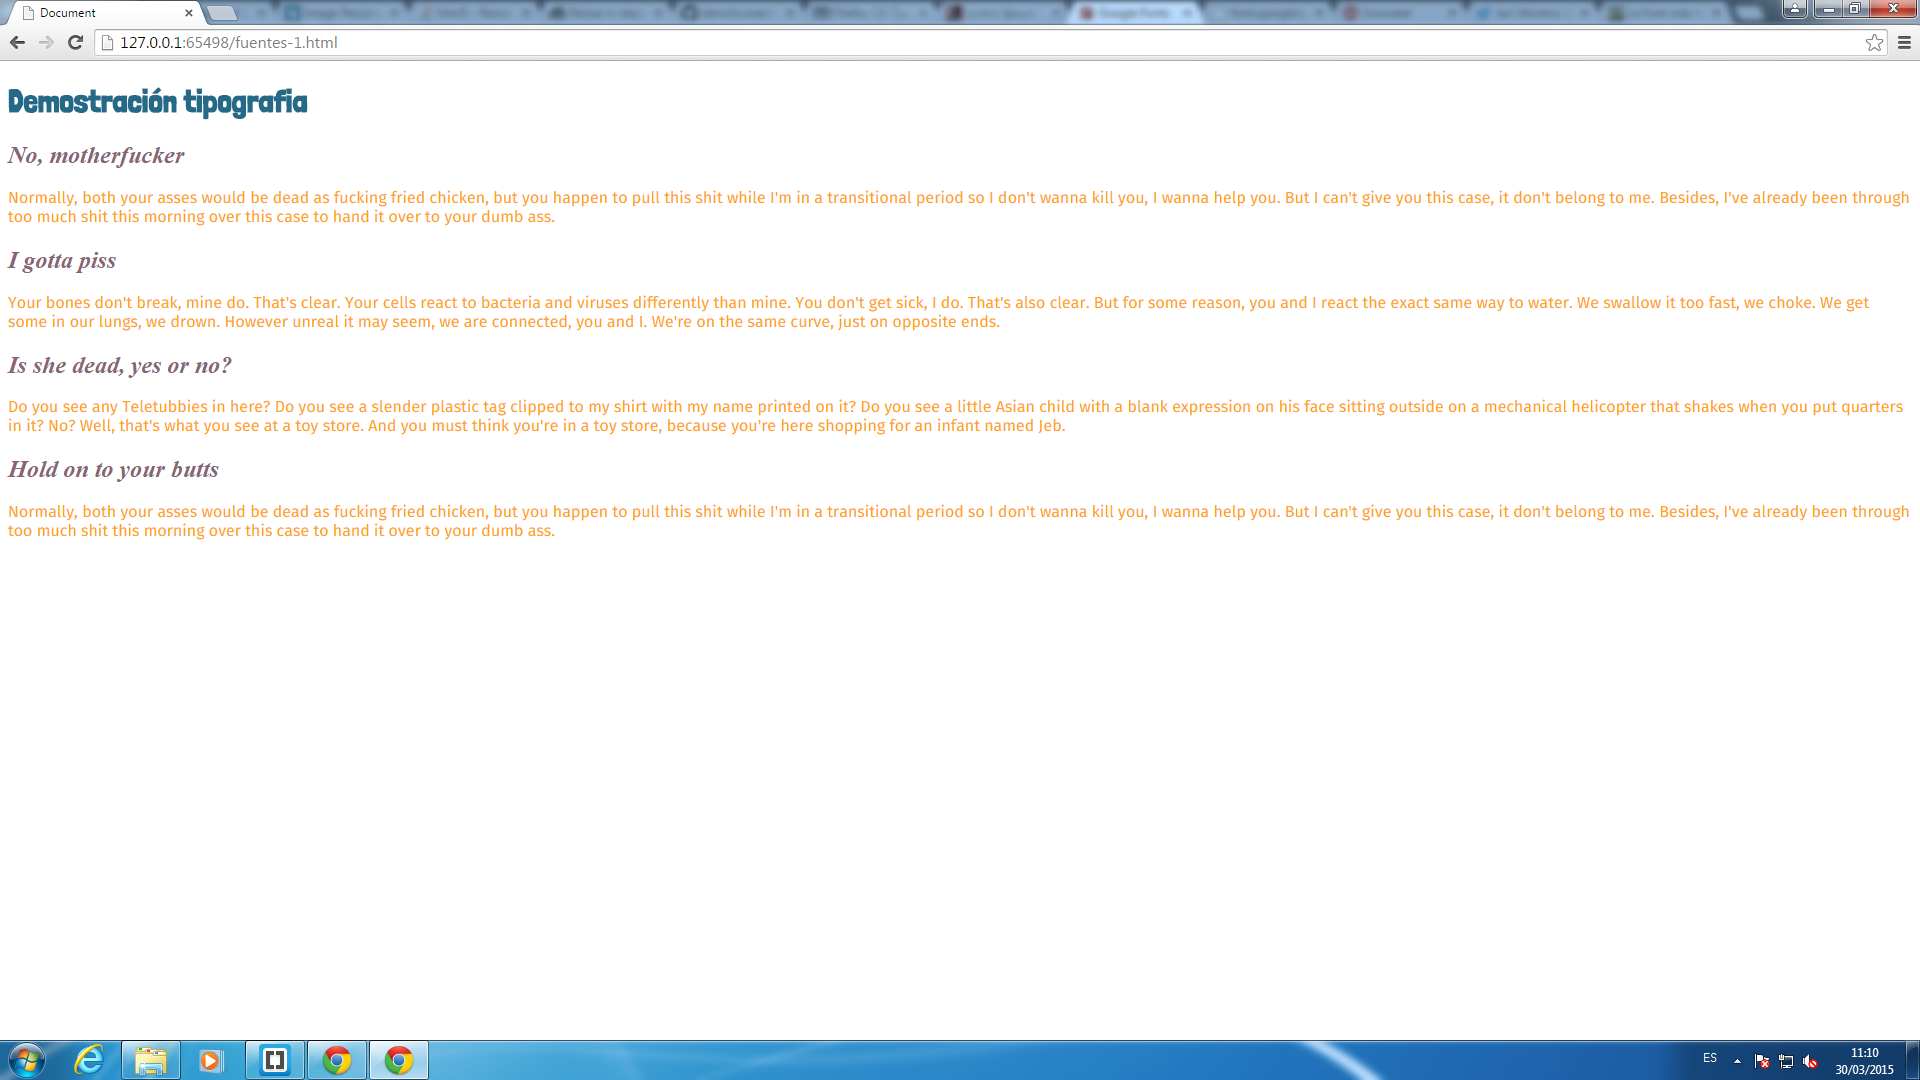 Document
127.0.0.1:65498/fuentes-1.html
Demostración tipografia
No, motherfucker
Normally, both your asses would be dead as fucking fried chicken, but you happen to pull this shit while I'm in a transitional period so I don't wanna kill you, I wanna help you. But I can't give you this case, it don't belong to me. Besides, I've already been through
too much shit this morning over this case to hand it over to your dumb ass.
I gotta piss
Your bones don't break, mine do. That's clear. Your cells react to bacteria and viruses differently than mine. You don't get sick, I do. That's also clear. But for some reason, you and I react the exact same way to water. We swallow it too fast, we choke. We get
some in our lungs, we drown. However unreal it may seem, we are connected, you and I. We're on the same curve, just on opposite ends.
Is she dead, yes or no?
Do you see any Teletubbies in here? Do you see a slender plastic tag clipped to my shirt with my name printed on it? Do you see a little Asian child with a blank expression on his face sitting outside on a mechanical helicopter that shakes when you put quarters
in it? No? Well, that's what you see at a toy store. And you must think you're in a toy store, because you're here shopping for an infant named Jeb.
Hold on to your butts
Normally, both your asses would be dead as fucking fried chicken, but you happen to pull this shit while I'm in a transitional period so I don't wanna kill you, I wanna help you. But I can't give you this case, it don't belong to me. Besides, I've already been through
too much shit this morning over this case to hand it over to your dumb ass.
ES
11:10
30/03/2015